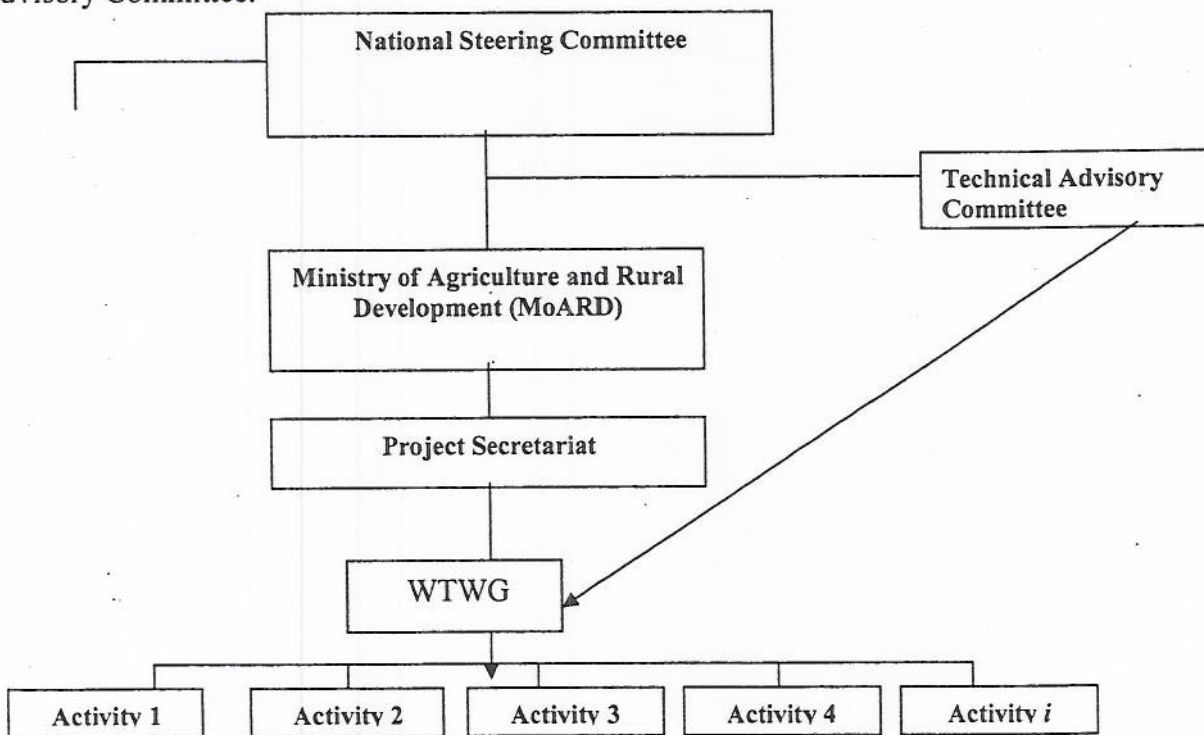 Committee.
National Steering Committee
Technical Advisory
Committee
Ministry of Agriculture and Rural
Development (MoARD)
Project Secretariat
WTWG
Activity 1
Activity 2
Activity 3
Activity 4
Activity i